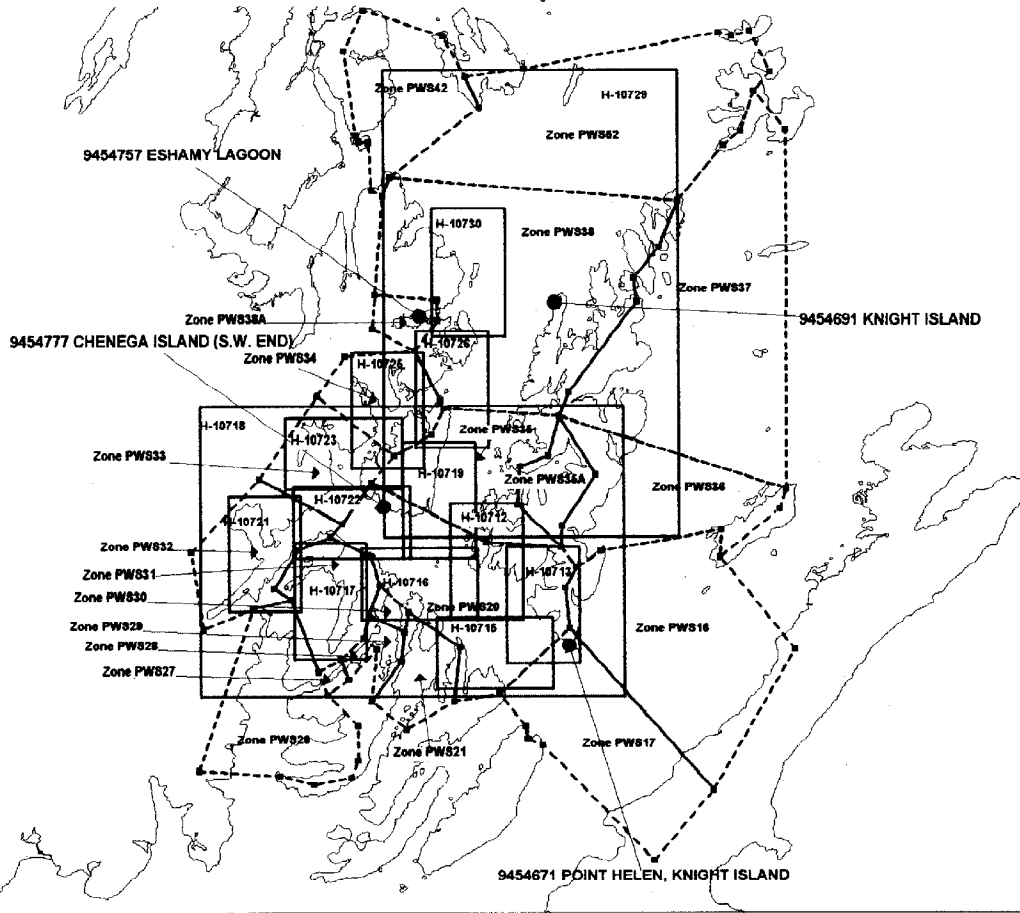 Zone PWS42
H-10729
Zone PWS62
9454757 ESHAMY LAGOON
H-10730
Zone PWS38
Zone PWS37
Zone PWS38A
9454691 KNIGHT ISLAND
9454777 CHENEGA ISLAND (S.W. END)
H-10726
Zone PWS34
H-10725
H-10718
Zone PWS35
H-10723
Zone PWS33
H-10719
Zone PWS35A
Zone PWS36
H-10722
H-10721
H-10712
Zone PWS32
Zone PWS31
H-10713
H-10716
H-10717
Zone PWS30
Zone PWS20
Zone PWS29
H-10715
Zone PWS16
Zone PWS28
Zone PWS27
Zone PWS26
Zone PWS21
Zone PWS17
9454671 POINT HELEN, KNIGHT ISLAND